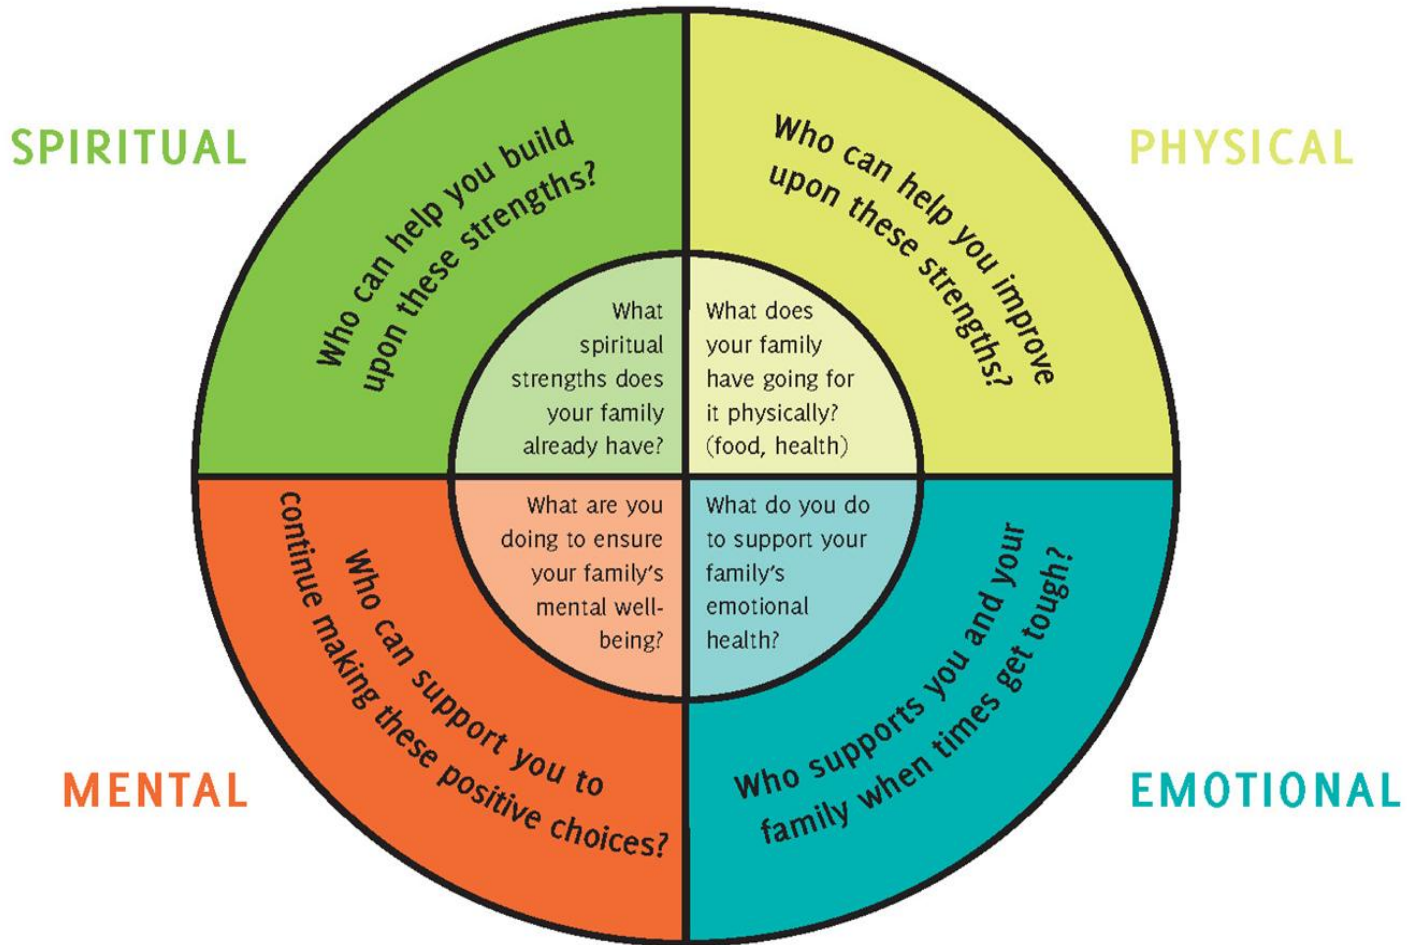 SPIRITUAL
Who can help you build
upon these strengths?
What
spiritual
strengths does
your family
already have?
PHYSICAL
Who can help you improve
upon these strengths?
What does
your family
have going for
it physically?
(food, health)
MENTAL
Who can support you to
continue making these positive choices?
What are you
doing to ensure
your family's
mental well-
being?
EMOTIONAL
Who supports you and your
family when times get tough?
What do you do
to support your
family's
emotional
health?